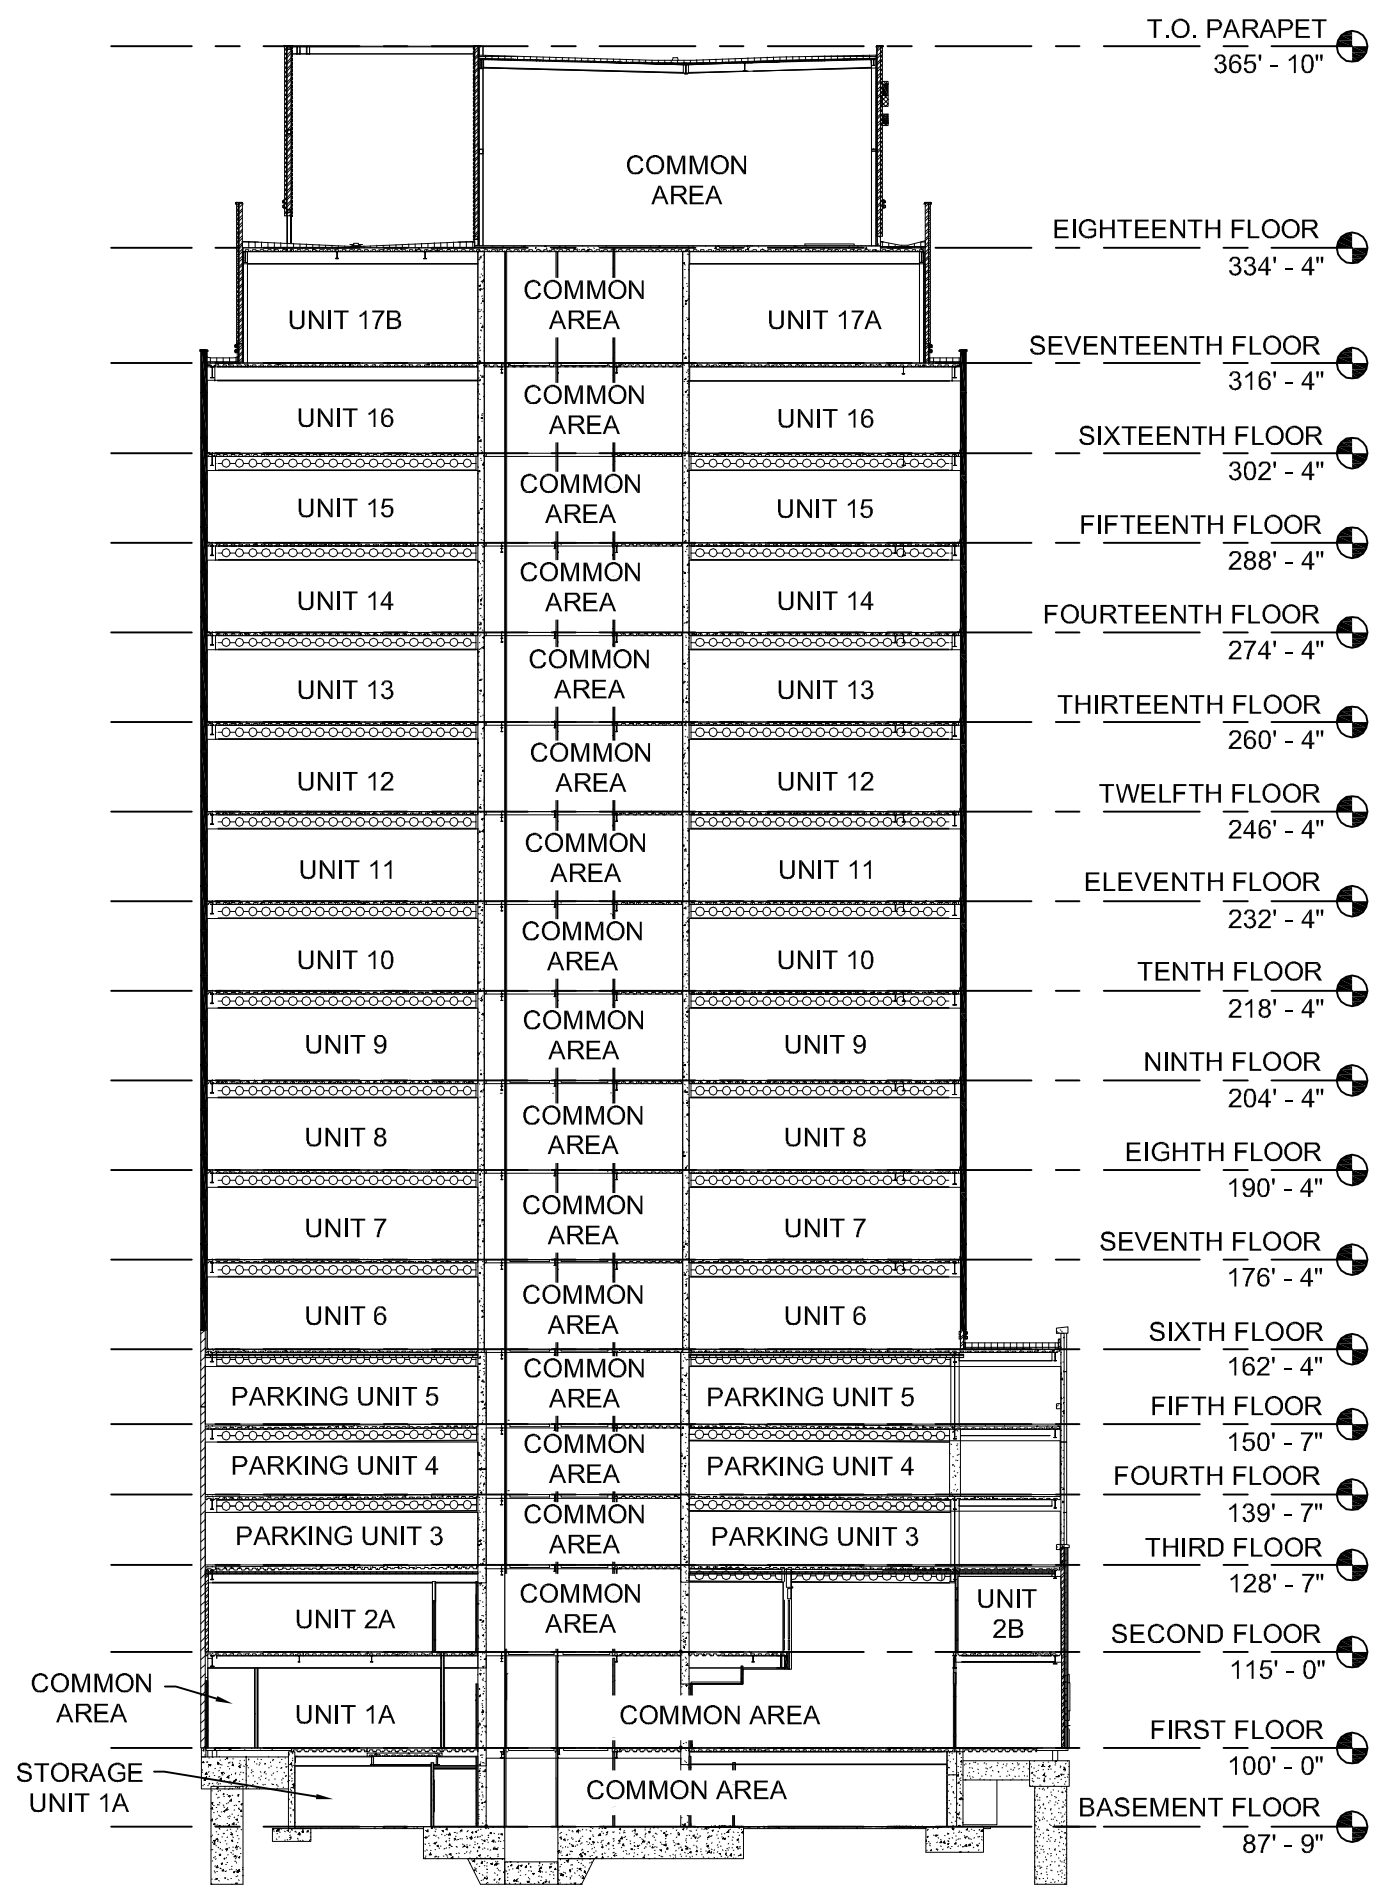 T.O. PARAPET
365' - 10"
COMMON
AREA
EIGHTEENTH FLOOR
334' - 4"
UNIT 17B
COMMON
AREA
UNIT 17A
SEVENTEENTH FLOOR
316' - 4"
UNIT 16
COMMON
AREA
UNIT 16
SIXTEENTH FLOOR
302' - 4"
UNIT 15
COMMON
AREA
UNIT 15
FIFTEENTH FLOOR
288' - 4"
UNIT 14
COMMON
AREA
UNIT 14
FOURTEENTH FLOOR
274' - 4"
UNIT 13
COMMON
AREA
UNIT 13
THIRTEENTH FLOOR
260' - 4"
UNIT 12
COMMON
AREA
UNIT 12
TWELFTH FLOOR
246' - 4"
UNIT 11
COMMON
AREA
UNIT 11
ELEVENTH FLOOR
232' - 4"
UNIT 10
COMMON
AREA
UNIT 10
TENTH FLOOR
218' - 4"
UNIT 9
COMMON
AREA
UNIT 9
NINTH FLOOR
204' - 4"
UNIT 8
COMMON
AREA
UNIT 8
EIGHTH FLOOR
190' - 4"
UNIT 7
COMMON
AREA
UNIT 7
SEVENTH FLOOR
176' - 4"
UNIT 6
COMMON
AREA
UNIT 6
SIXTH FLOOR
162' - 4"
PARKING UNIT 5
COMMON
AREA
PARKING UNIT 5
FIFTH FLOOR
150' - 7"
PARKING UNIT 4
COMMON
AREA
PARKING UNIT 4
FOURTH FLOOR
139' - 7"
PARKING UNIT 3
COMMON
AREA
PARKING UNIT 3
THIRD FLOOR
128' - 7"
UNIT 2A
COMMON
AREA
UNIT
2B
SECOND FLOOR
115' - 0"
COMMON
AREA
UNIT 1A
COMMON AREA
FIRST FLOOR
100' - 0"
STORAGE
UNIT 1A
COMMON AREA
BASEMENT FLOOR
87' - 9"